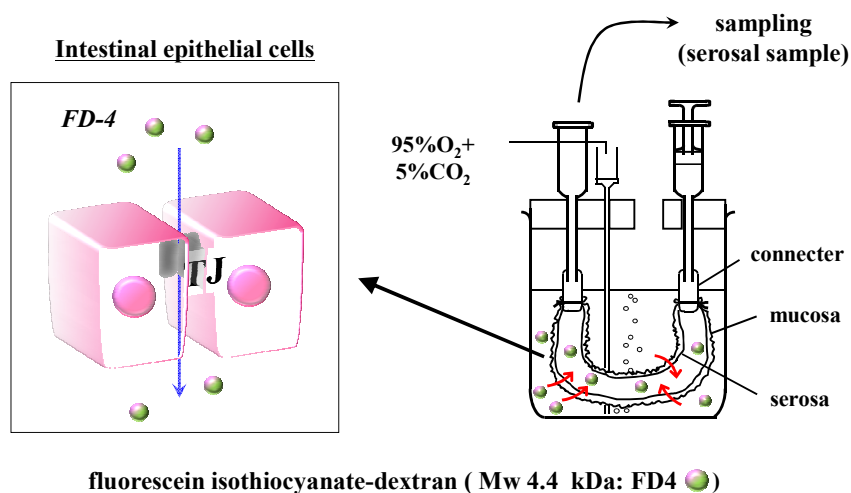 sampling
(serosal sample)
Intestinal epithelial cells
FD-4
95%O₂+
5%CO₂
TJ
connecter
mucosa
serosa
fluorescein isothiocyanate-dextran ( Mw 4.4 kDa: FD4 )